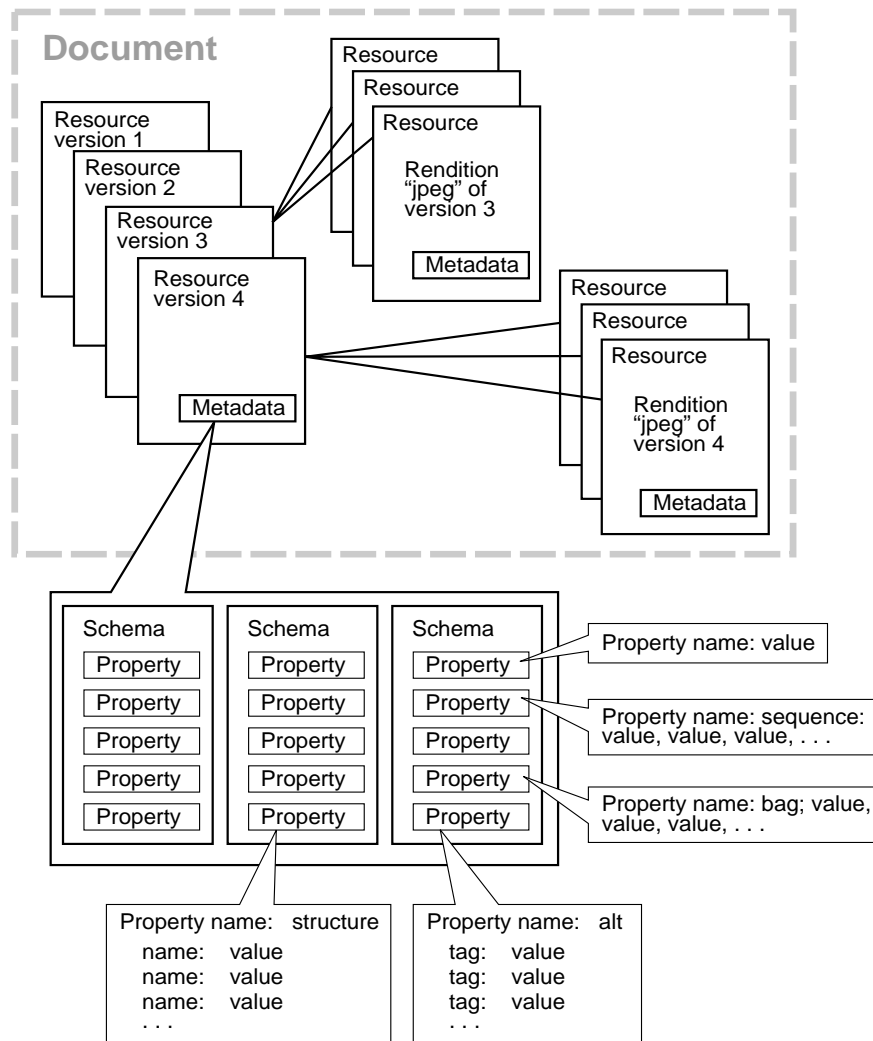 Document
Resource
version 1
Resource
version 2
Resource
version 3
Resource
version 4
Metadata
Resource
Resource
Resource
Rendition
“jpeg” of
version 3
Metadata
Resource
Resource
Resource
Rendition
“jpeg” of
version 4
Metadata
Schema
Property
Property
Property
Property
Property
Schema
Property
Property
Property
Property
Property
Schema
Property
Property
Property
Property
Property
Property name: value
Property name: sequence:
value, value, value, . . .
Property name: bag; value,
value, value, . . .
Property name: structure
name: value
name: value
name: value
. . .
Property name: alt
tag: value
tag: value
tag: value
. . .